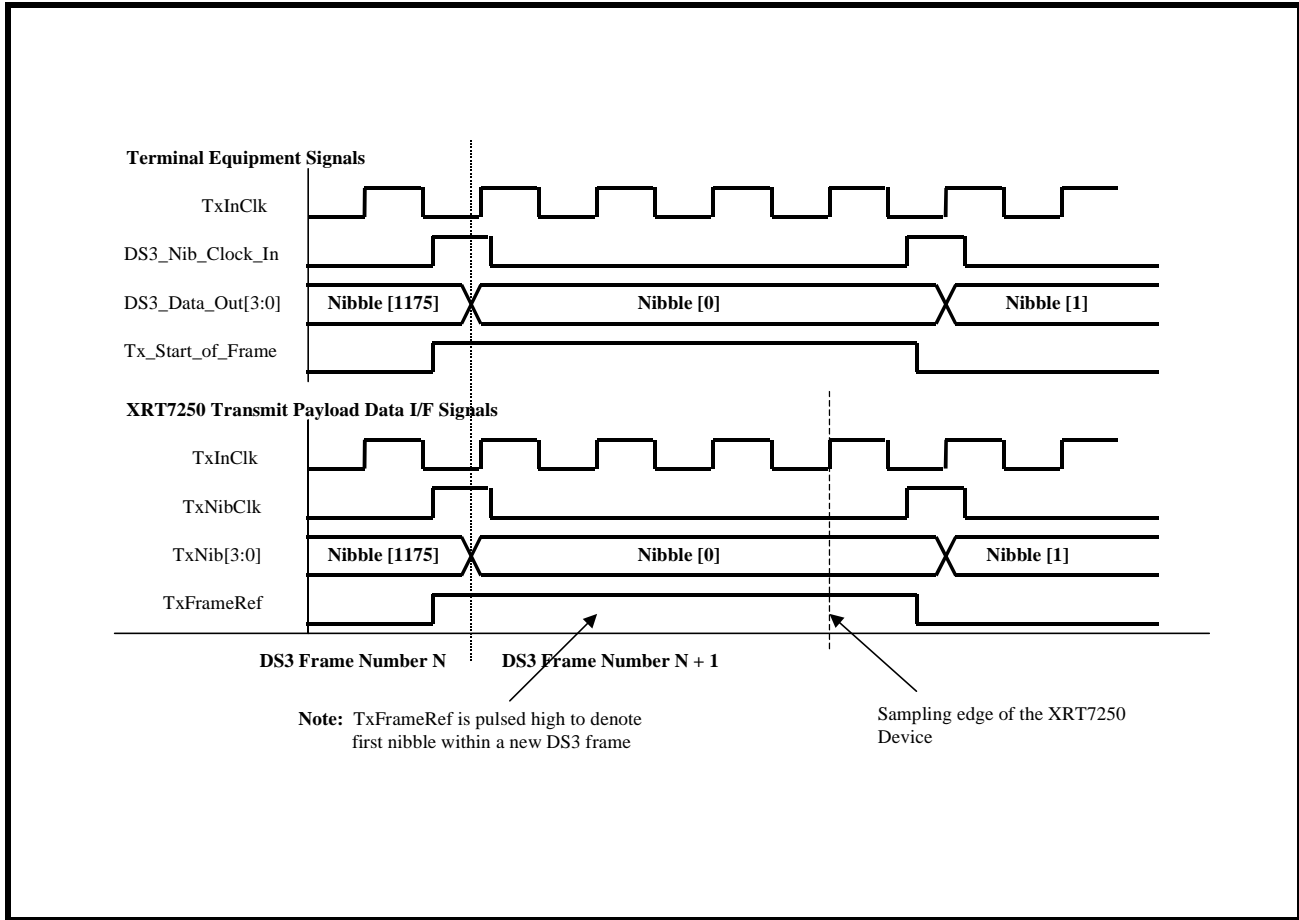 Terminal Equipment Signals
TxInClk
DS3_Nib_Clock_In
DS3_Data_Out[3:0]
Nibble [1175]
Nibble [0]
Nibble [1]
Tx_Start_of_Frame
XRT7250 Transmit Payload Data I/F Signals
TxInClk
TxNibClk
TxNib[3:0]
Nibble [1175]
Nibble [0]
Nibble [1]
TxFrameRef
DS3 Frame Number N
DS3 Frame Number N + 1
Note: TxFrameRef is pulsed high to denote
first nibble within a new DS3 frame
Sampling edge of the XRT7250
Device